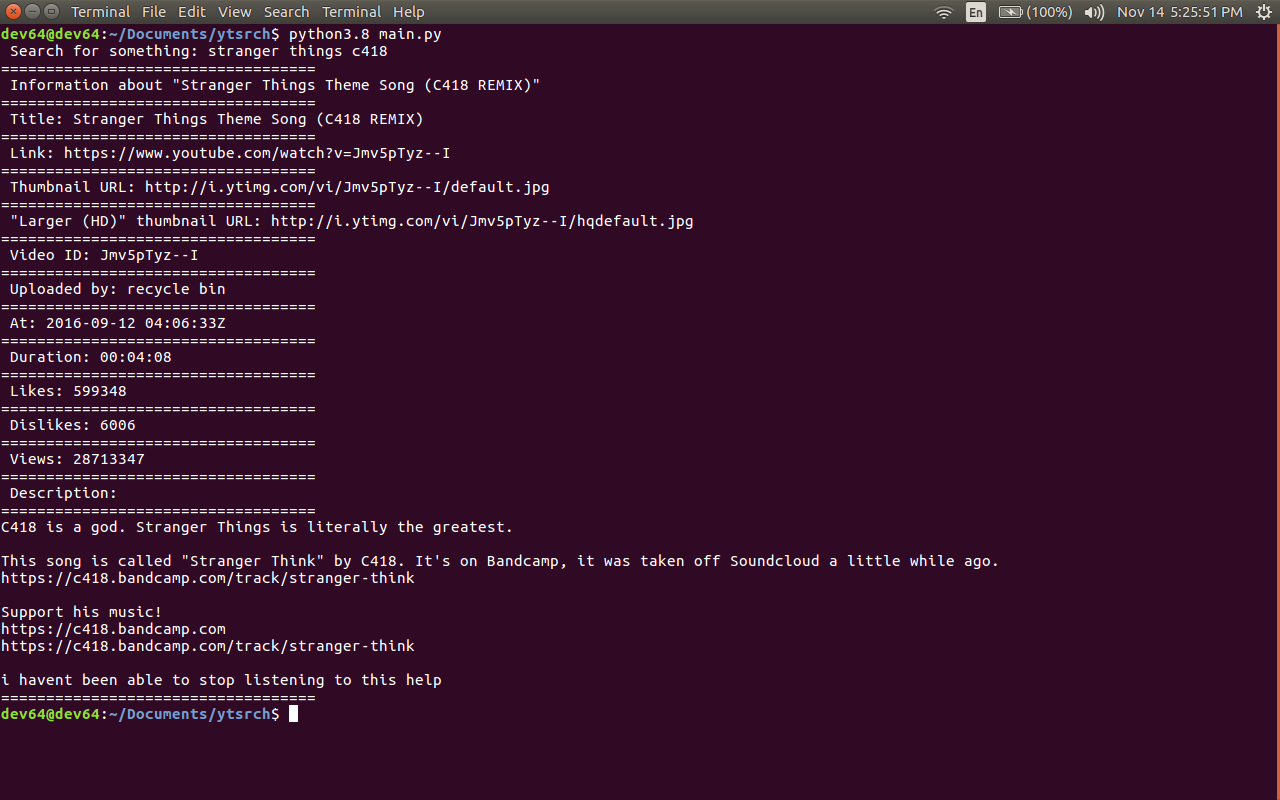 Terminal File Edit View Search Terminal Help En (100%) Nov 14 5:25:51 PM
dev64@dev64:~/Documents/ytsrch$ python3.8 main.py
 Search for something: stranger things c418
===================================
 Information about "Stranger Things Theme Song (C418 REMIX)"
===================================
 Title: Stranger Things Theme Song (C418 REMIX)
===================================
 Link: https://www.youtube.com/watch?v=Jmv5pTyz--I
===================================
 Thumbnail URL: http://i.ytimg.com/vi/Jmv5pTyz--I/default.jpg
===================================
 "Larger (HD)" thumbnail URL: http://i.ytimg.com/vi/Jmv5pTyz--I/hqdefault.jpg
===================================
 Video ID: Jmv5pTyz--I
===================================
 Uploaded by: recycle bin
===================================
 At: 2016-09-12 04:06:33Z
===================================
 Duration: 00:04:08
===================================
 Likes: 599348
===================================
 Dislikes: 6006
===================================
 Views: 28713347
===================================
 Description:
===================================
C418 is a god. Stranger Things is literally the greatest.

This song is called "Stranger Think" by C418. It's on Bandcamp, it was taken off Soundcloud a little while ago.
https://c418.bandcamp.com/track/stranger-think

Support his music!
https://c418.bandcamp.com
https://c418.bandcamp.com/track/stranger-think

i havent been able to stop listening to this help
===================================
dev64@dev64:~/Documents/ytsrch$